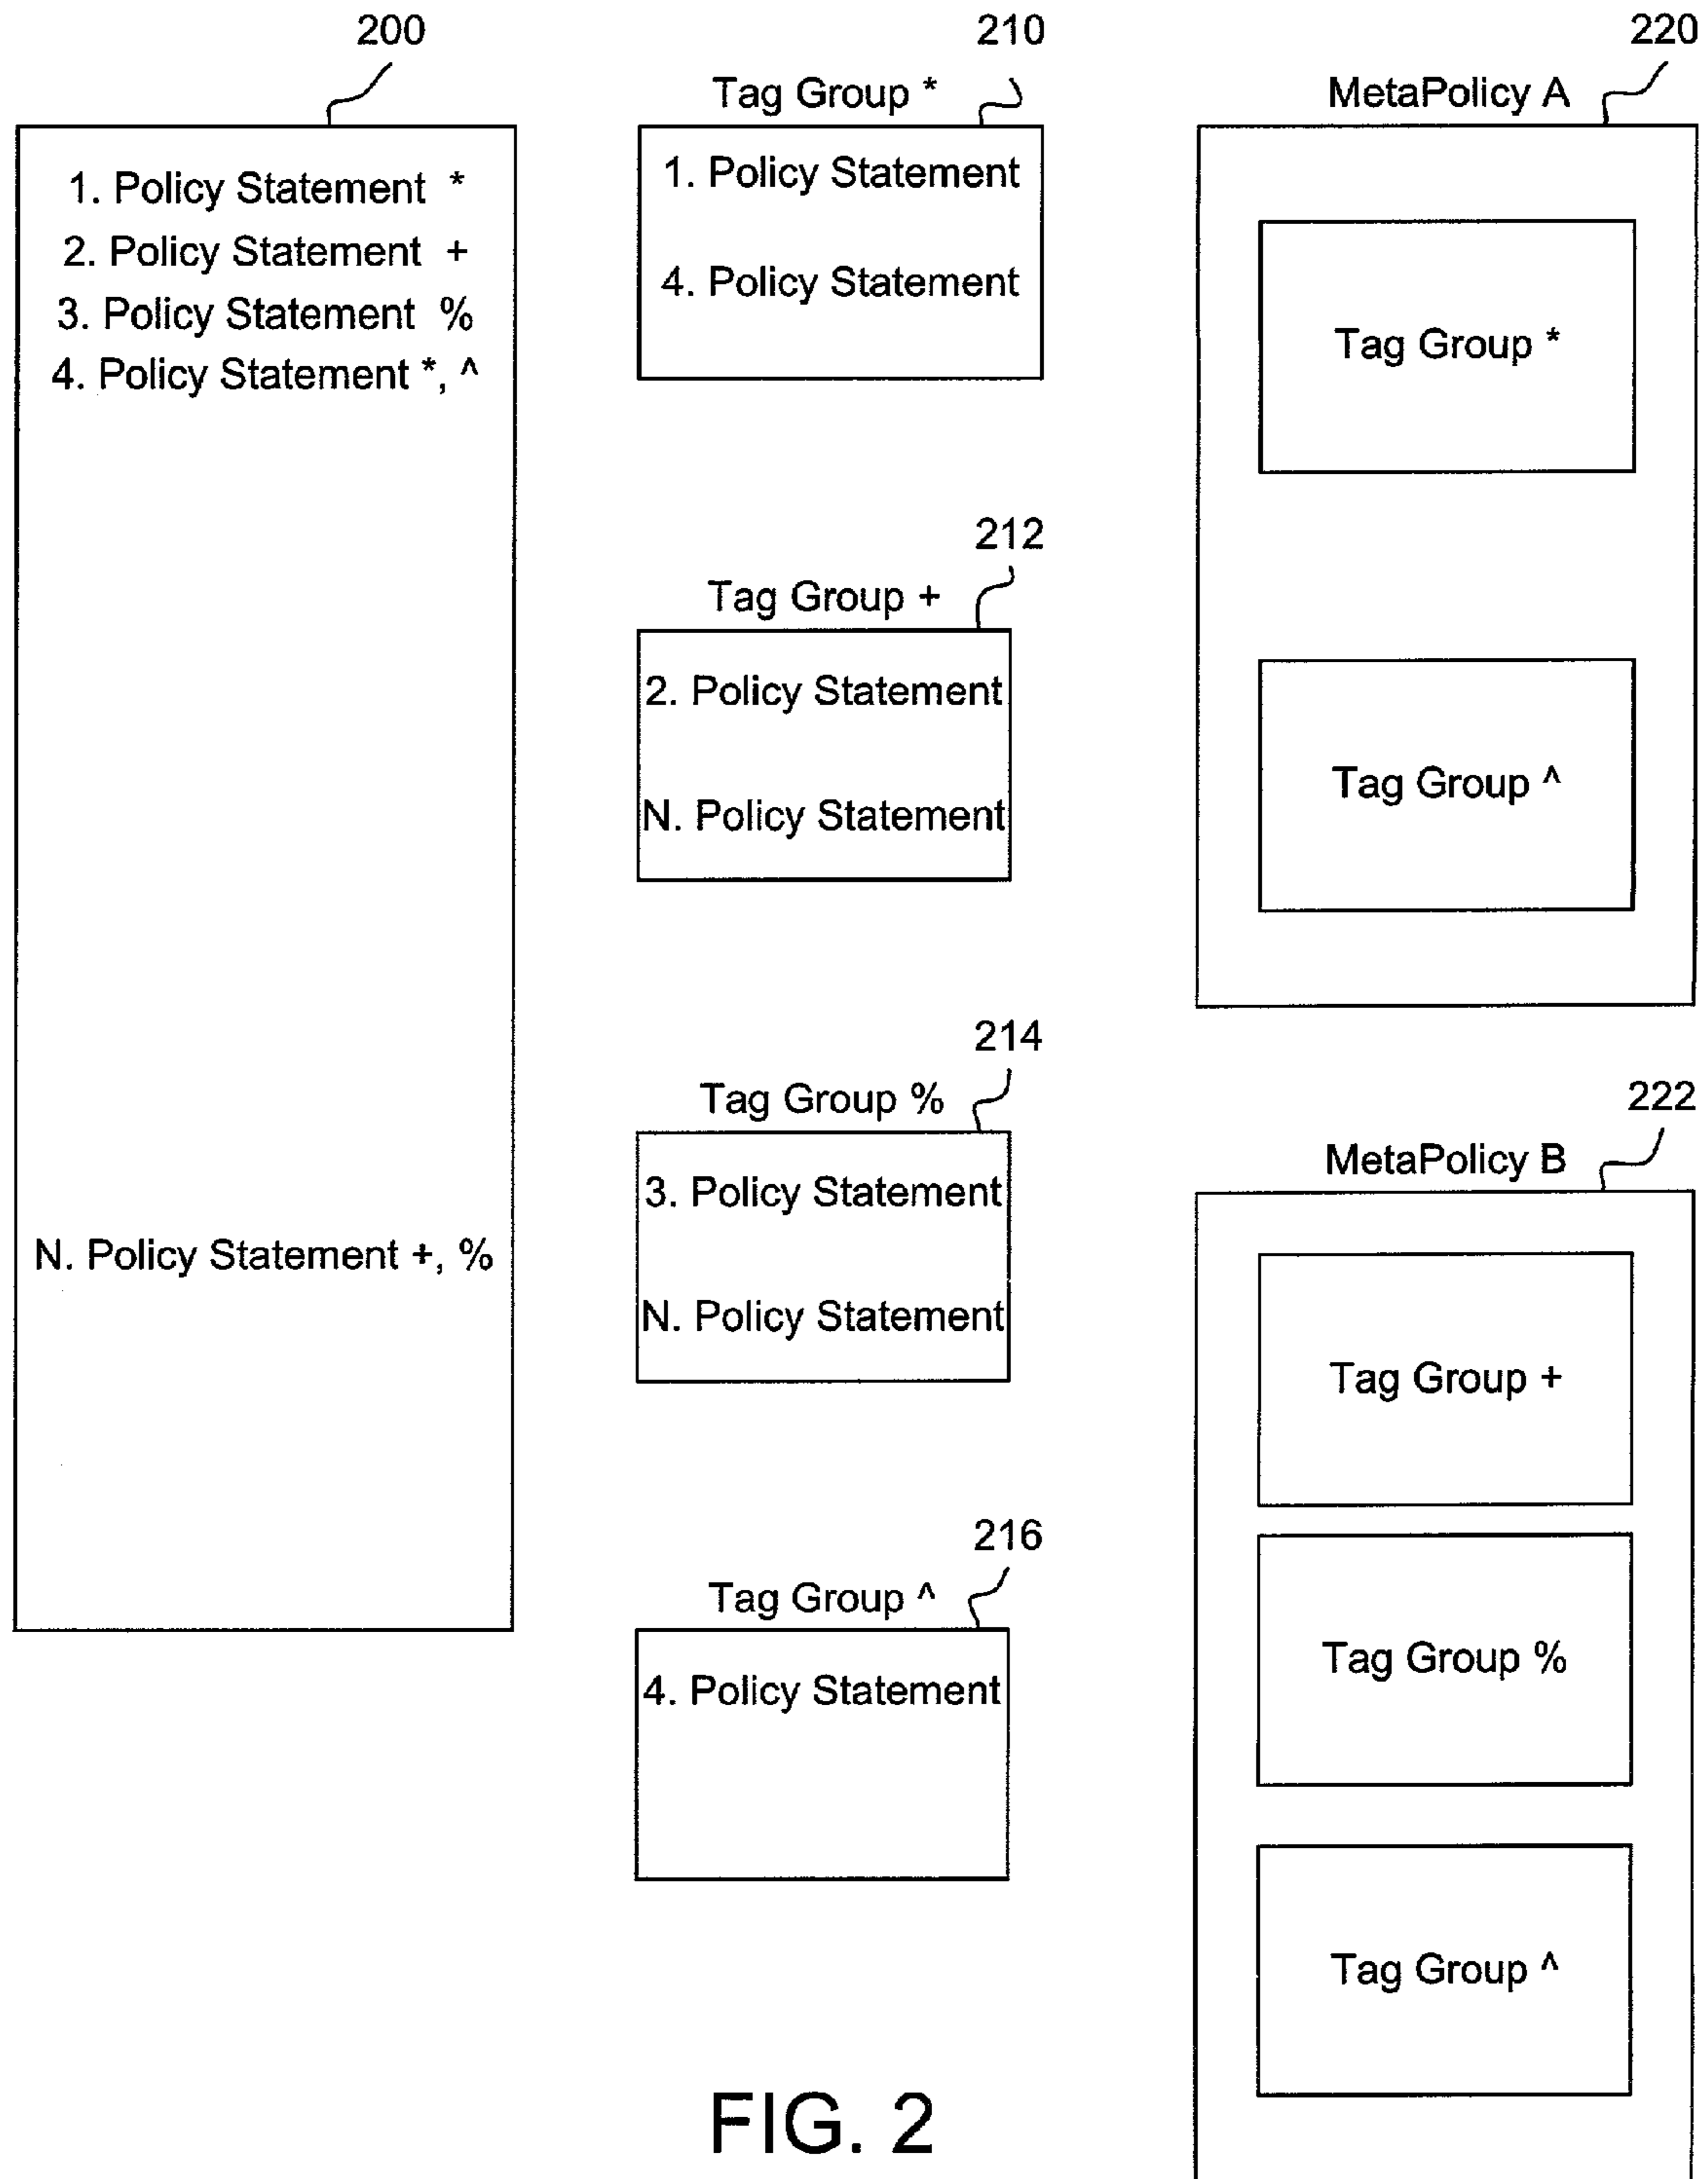 200
1. Policy Statement *
2. Policy Statement +
3. Policy Statement %
4. Policy Statement *, ^
N. Policy Statement +, %
210
Tag Group *
1. Policy Statement
4. Policy Statement
212
Tag Group +
2. Policy Statement
N. Policy Statement
214
Tag Group %
3. Policy Statement
N. Policy Statement
216
Tag Group ^
4. Policy Statement
220
MetaPolicy A
Tag Group *
Tag Group ^
222
MetaPolicy B
Tag Group +
Tag Group %
Tag Group ^
FIG. 2